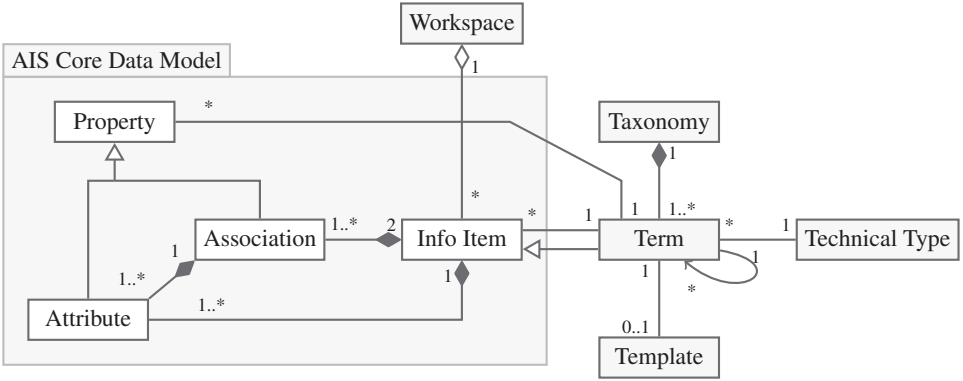 Workspace
AIS Core Data Model
1
Property
*
Taxonomy
1
*
*
1
1
1..*
*
1
1..*
2
Association
Info Item
Term
Technical Type
1
1..*
1
1
1
*
Attribute
1..*
0..1
Template